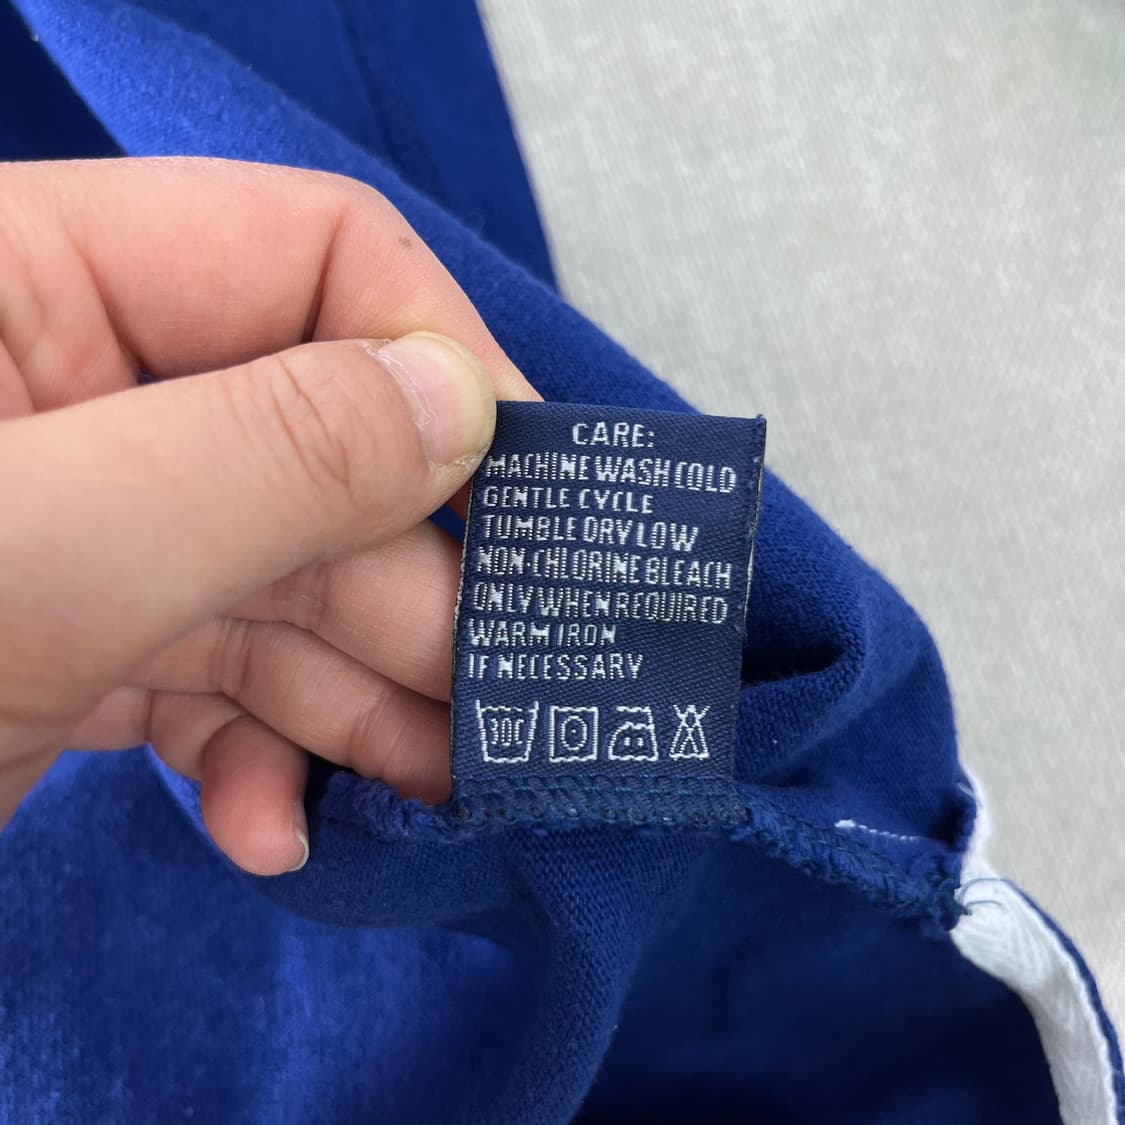 CARE:
MACHINE WASH COLD
GENTLE CYCLE
TUMBLE DRY LOW
NON-CHLORINE BLEACH
ONLY WHEN REQUIRED
WARM IRON
IF NECESSARY
30C